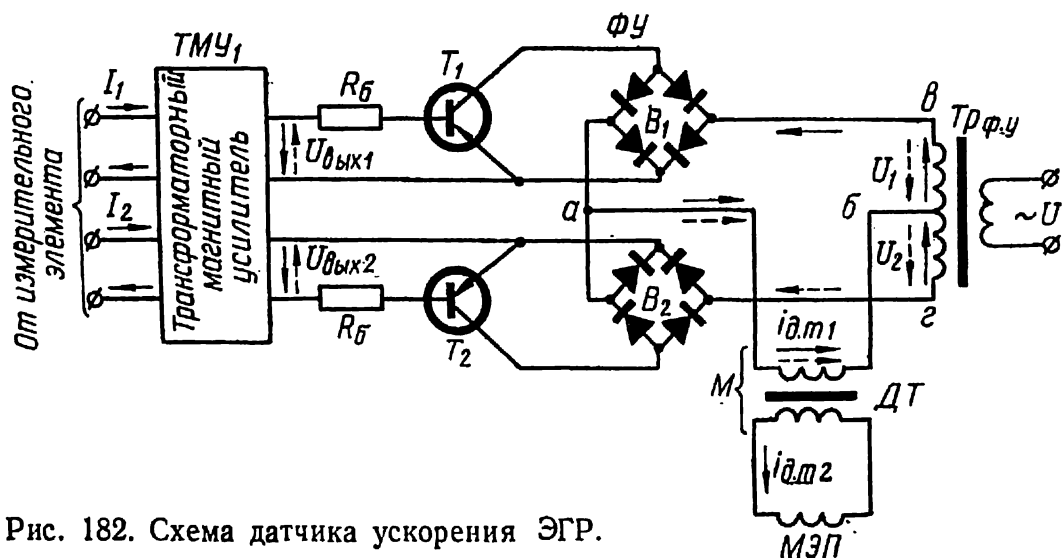 ФУ
ТМУ₁
От измерительного элемента
I₁
I₂
Трансформаторный магнитный усилитель
Rб
T₁
Uвых1
Uвых2
Rб
T₂
B₁
a
B₂
в
Трф.у
U₁
б
~U
U₂
г
iд.т1
М
ДТ
iд.т2
МЭП
Рис. 182. Схема датчика ускорения ЭГР.